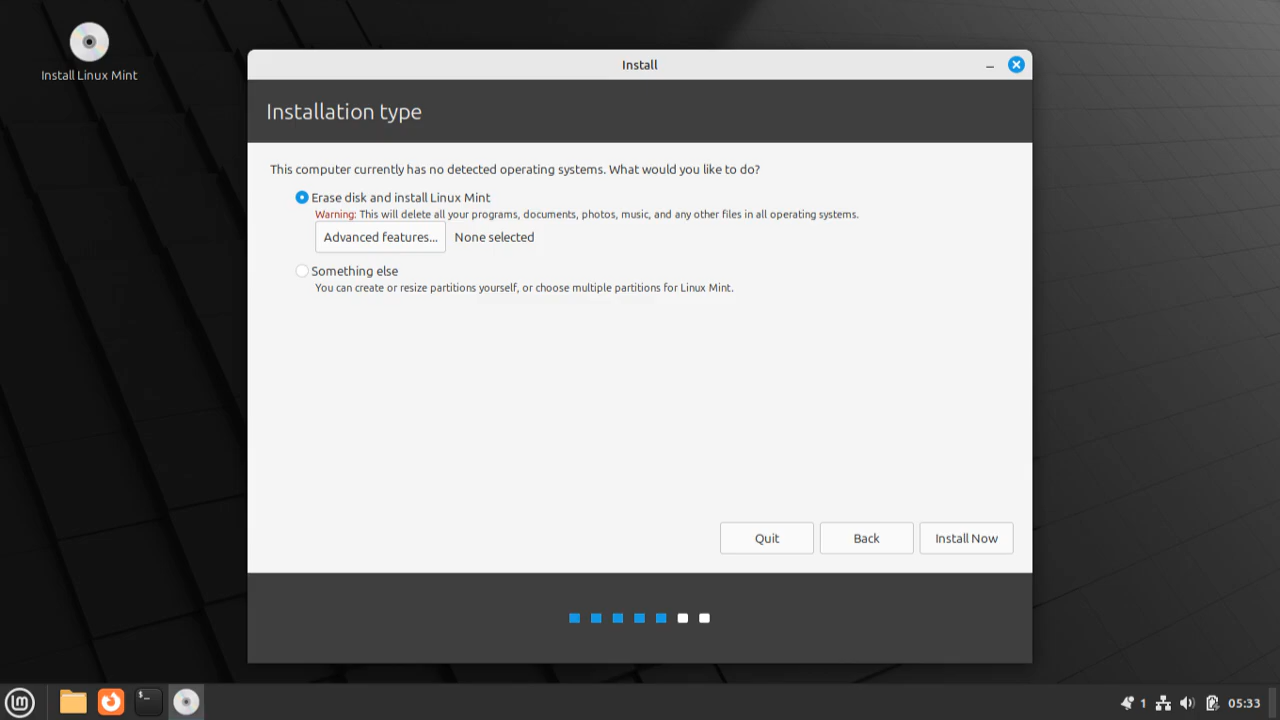 Install Linux Mint
Install
Installation type
This computer currently has no detected operating systems. What would you like to do?
Erase disk and install Linux Mint
Warning: This will delete all your programs, documents, photos, music, and any other files in all operating systems.
Advanced features... None selected
Something else
You can create or resize partitions yourself, or choose multiple partitions for Linux Mint.
Quit Back Install Now
$_ 1 05:33